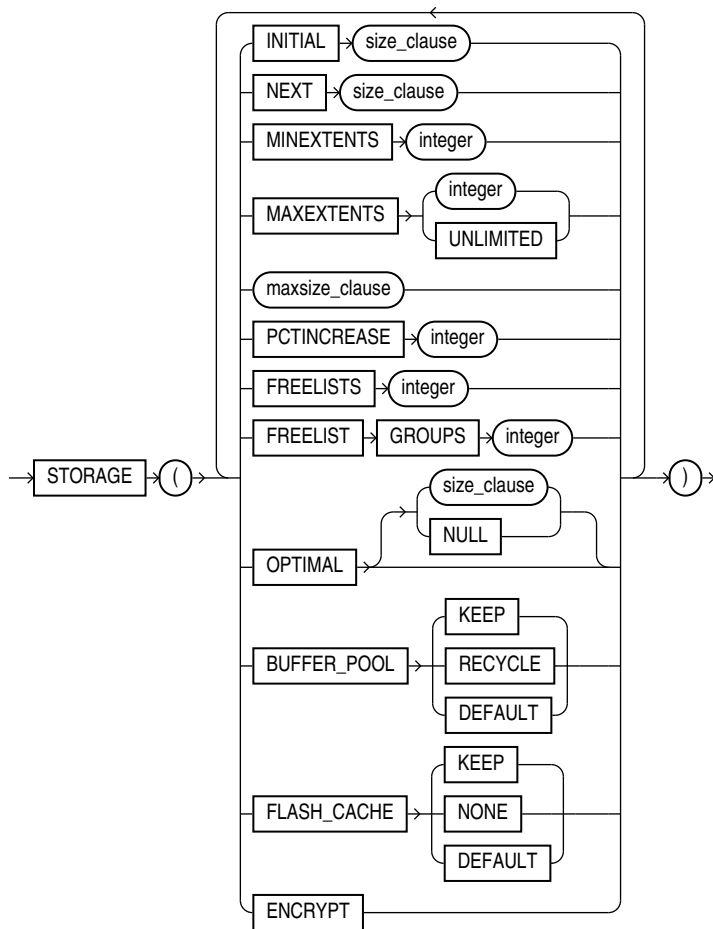 INITIAL size_clause
NEXT size_clause
MINEXTENTS integer
MAXEXTENTS integer
UNLIMITED
maxsize_clause
PCTINCREASE integer
FREELISTS integer
FREELIST GROUPS integer
STORAGE ( )
size_clause
NULL
OPTIMAL
KEEP
BUFFER_POOL RECYCLE
DEFAULT
KEEP
FLASH_CACHE NONE
DEFAULT
ENCRYPT